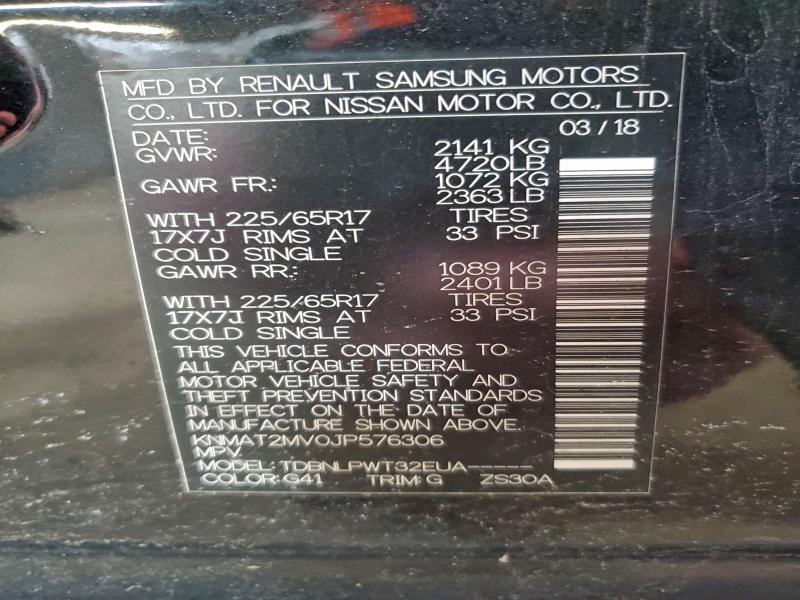 MFD BY RENAULT SAMSUNG MOTORS
CO., LTD. FOR NISSAN MOTOR CO., LTD.
DATE: 03/18
GVWR: 2141 KG
4720LB
GAWR FR.: 1072 KG
2363 LB
WITH 225/65R17 TIRES
17X7J RIMS AT 33 PSI
COLD SINGLE
GAWR RR.: 1089 KG
2401 LB
WITH 225/65R17 TIRES
17X7J RIMS AT 33 PSI
COLD SINGLE
THIS VEHICLE CONFORMS TO
ALL APPLICABLE FEDERAL
MOTOR VEHICLE SAFETY AND
THEFT PREVENTION STANDARDS
IN EFFECT ON THE DATE OF
MANUFACTURE SHOWN ABOVE.
KNMAT2MV0JP576306
MPV
MODEL: TDBNLPWT32EUA-----
COLOR:G41 TRIM:G ZS30A